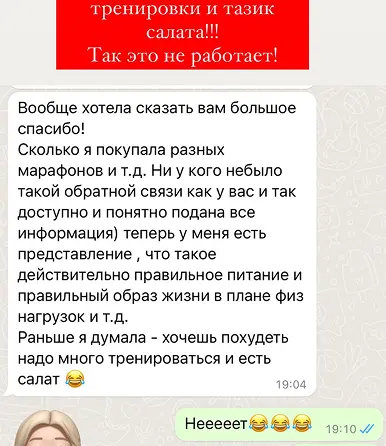 тренировки и тазик
салата!!!
Так это не работает!
Вообще хотела сказать вам большое
спасибо!
Сколько я покупала разных
марафонов и т.д. Ни у кого небыло
такой обратной связи как у вас и так
доступно и понятно подана все
информация) теперь у меня есть
представление , что такое
действительно правильное питание и
правильный образ жизни в плане физ
нагрузок и т.д.
Раньше я думала - хочешь похудеть
надо много тренироваться и есть
салат 😂
19:04
Нееееет😂😂😂
19:10